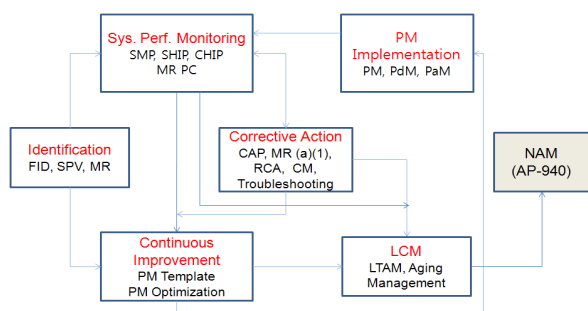 Sys. Perf. Monitoring
SMP, SHIP, CHIP
MR PC
PM
Implementation
PM, PdM, PaM
Identification
FID, SPV, MR
Corrective Action
CAP, MR (a)(1),
RCA, CM,
Troubleshooting
NAM
(AP-940)
Continuous
Improvement
PM Template
PM Optimization
LCM
LTAM, Aging
Management